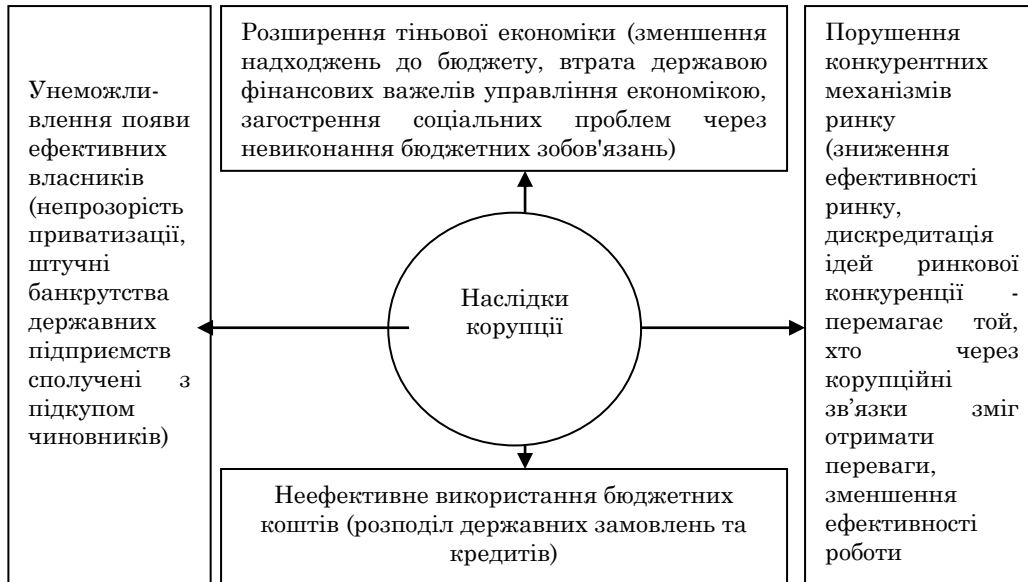 Унеможли-
влення появи
ефективних
власників
(непрозорість
приватизації,
штучні
банкрутства
державних
підприємств
сполучені з
підкупом
чиновників)
Розширення тіньової економіки (зменшення
надходжень до бюджету, втрата державою
фінансових важелів управління економікою,
загострення соціальних проблем через
невиконання бюджетних зобов'язань)
Наслідки
корупції
Неефективне використання бюджетних
коштів (розподіл державних замовлень та
кредитів)
Порушення
конкурентних
механізмів
ринку
(зниження
ефективності
ринку,
дискредитація
ідей ринкової
конкуренції -
перемагає той,
хто через
корупційні
зв’язки зміг
отримати
переваги,
зменшення
ефективності
роботи